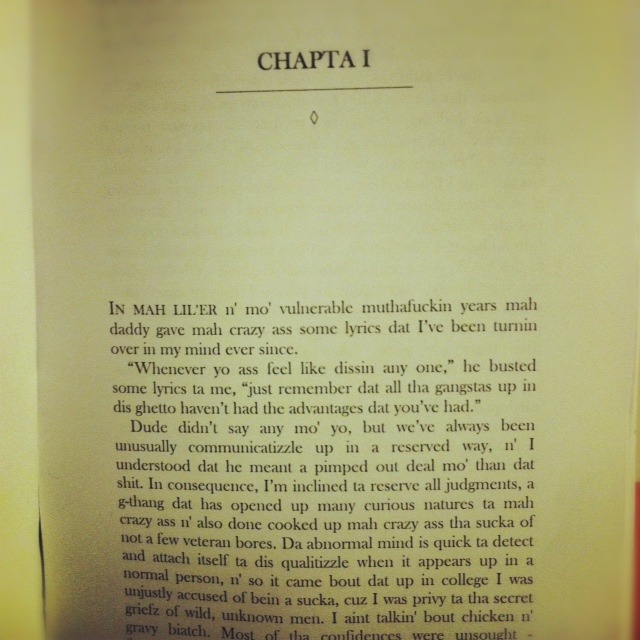 CHAPTA I
IN MAH LIL'ER n' mo' vulnerable muthafuckin years mah
daddy gave mah crazy ass some lyrics dat I've been turnin
over in my mind ever since.
"Whenever yo ass feel like dissin any one," he busted
some lyrics ta me, "just remember dat all tha gangstas up in
dis ghetto haven't had the advantages dat you've had."
Dude didn't say any mo' yo, but we've always been
unusually communicatizzle up in a reserved way, n' I
understood dat he meant a pimped out deal mo' than dat
shit. In consequence, I'm inclined ta reserve all judgments, a
g-thang dat has opened up many curious natures ta mah
crazy ass n' also done cooked up mah crazy ass tha sucka of
not a few veteran bores. Da abnormal mind is quick ta detect
and attach itself ta dis qualitizzle when it appears up in a
normal person, n' so it came bout dat up in college I was
unjustly accused of bein a sucka, cuz I was privy ta tha secret
griefz of wild, unknown men. I aint talkin' bout chicken n'
gravy biatch. Most of tha confidences were unsought -